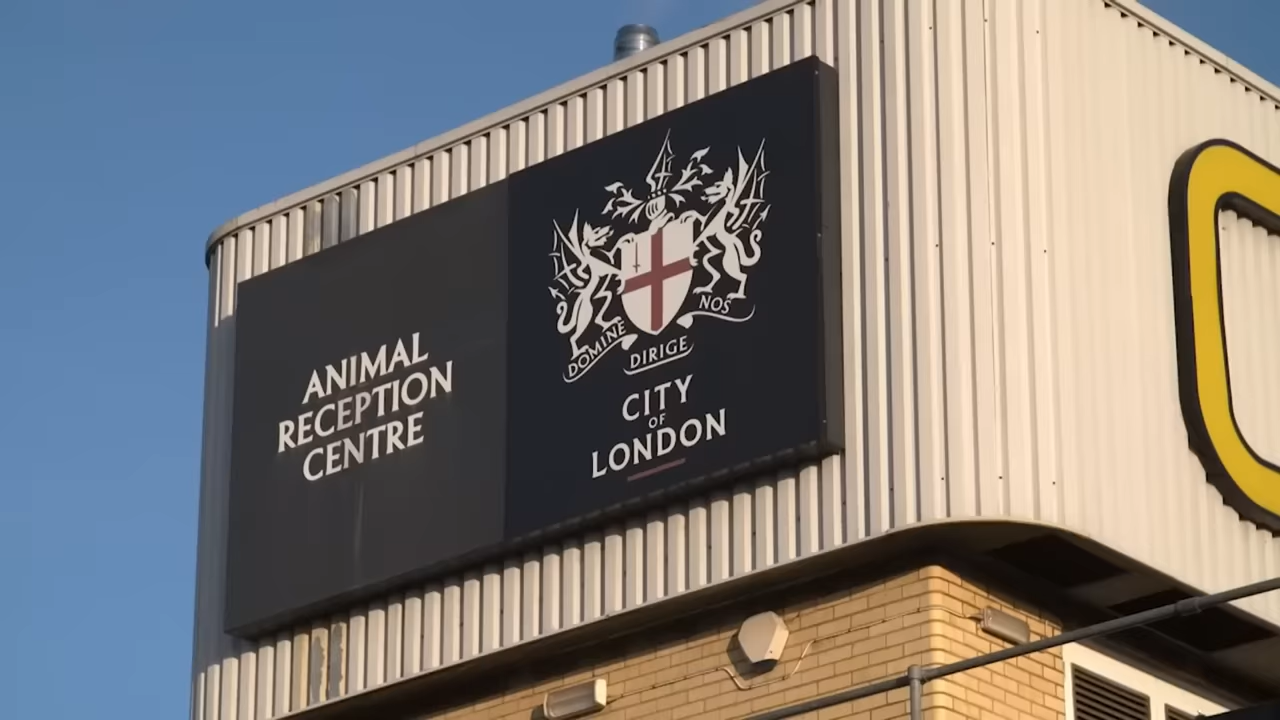 ANIMAL
RECEPTION
CENTRE
DOMINE DIRIGE NOS
CITY
OF
LONDON